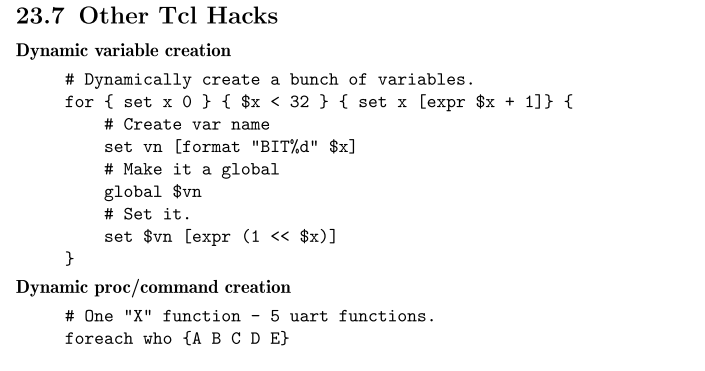 23.7 Other Tcl Hacks
Dynamic variable creation
# Dynamically create a bunch of variables.
for { set x 0 } { $x < 32 } { set x [expr $x + 1]} {
# Create var name
set vn [format "BIT%d" $x]
# Make it a global
global $vn
# Set it.
set $vn [expr (1 << $x)]
}
Dynamic proc/command creation
# One "X" function - 5 uart functions.
foreach who {A B C D E}